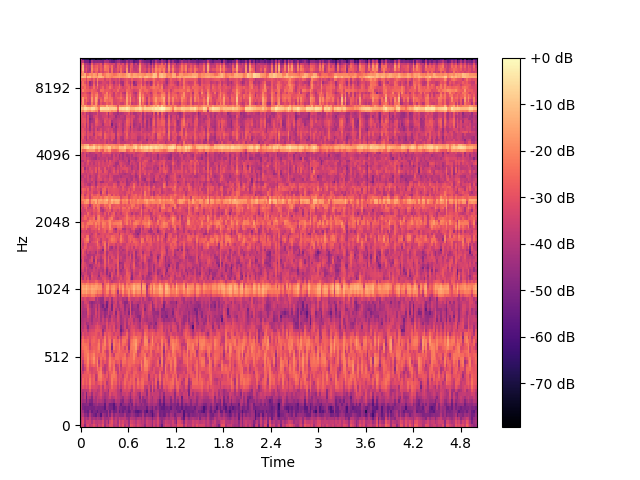 8192
4096
2048
1024
512
0
Hz
0 0.6 1.2 1.8 2.4 3 3.6 4.2 4.8
Time
+0 dB
-10 dB
-20 dB
-30 dB
-40 dB
-50 dB
-60 dB
-70 dB